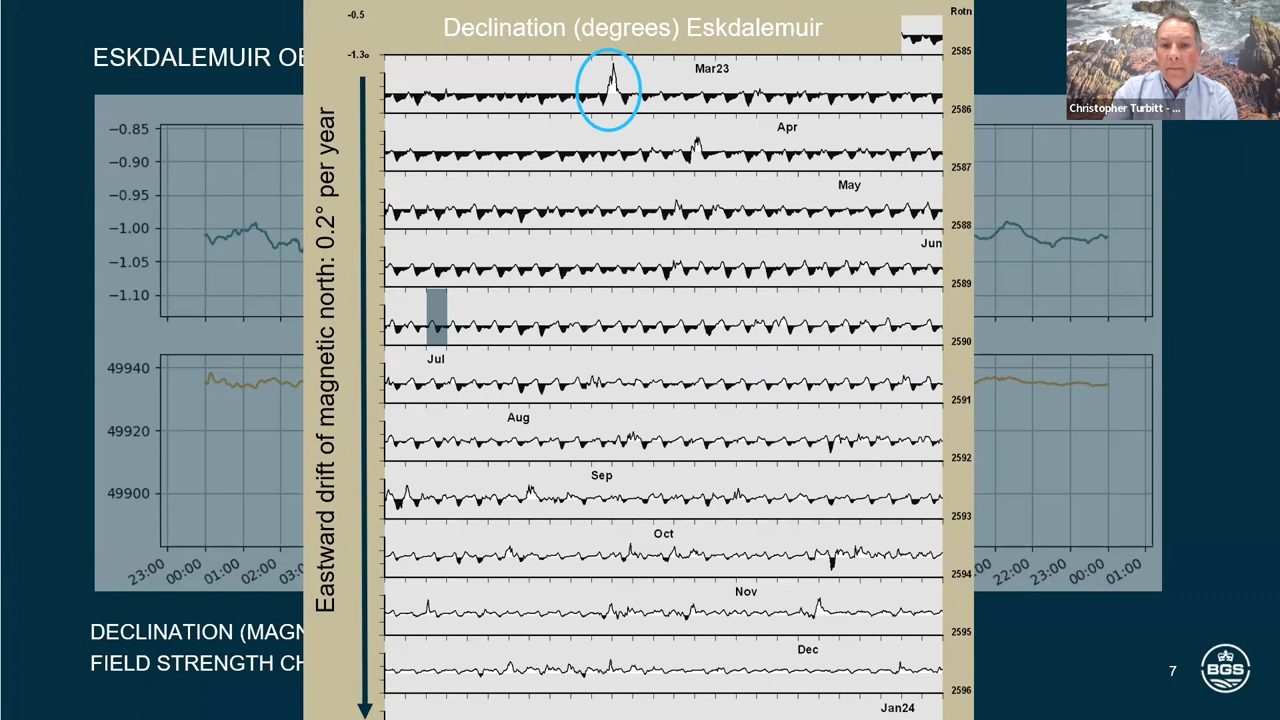 Declination (degrees) Eskdalemuir
-0.5
-1.3°
Rotn
2585
Mar23
2586
Apr
2587
May
2588
Jun
2589
2590
Jul
2591
Aug
2592
Sep
2593
Oct
2594
Nov
2595
Dec
2596
Jan24
Eastward drift of magnetic north: 0.2° per year
Christopher Turbitt - ...
ESKDALEMUIR OB
−0.85
−0.90
−0.95
−1.00
−1.05
−1.10
49940
49920
49900
23:00
00:00
01:00
02:00
03:0
:00
22:00
23:00
00:00
01:00
DECLINATION (MAGN
FIELD STRENGTH CH
7
BGS